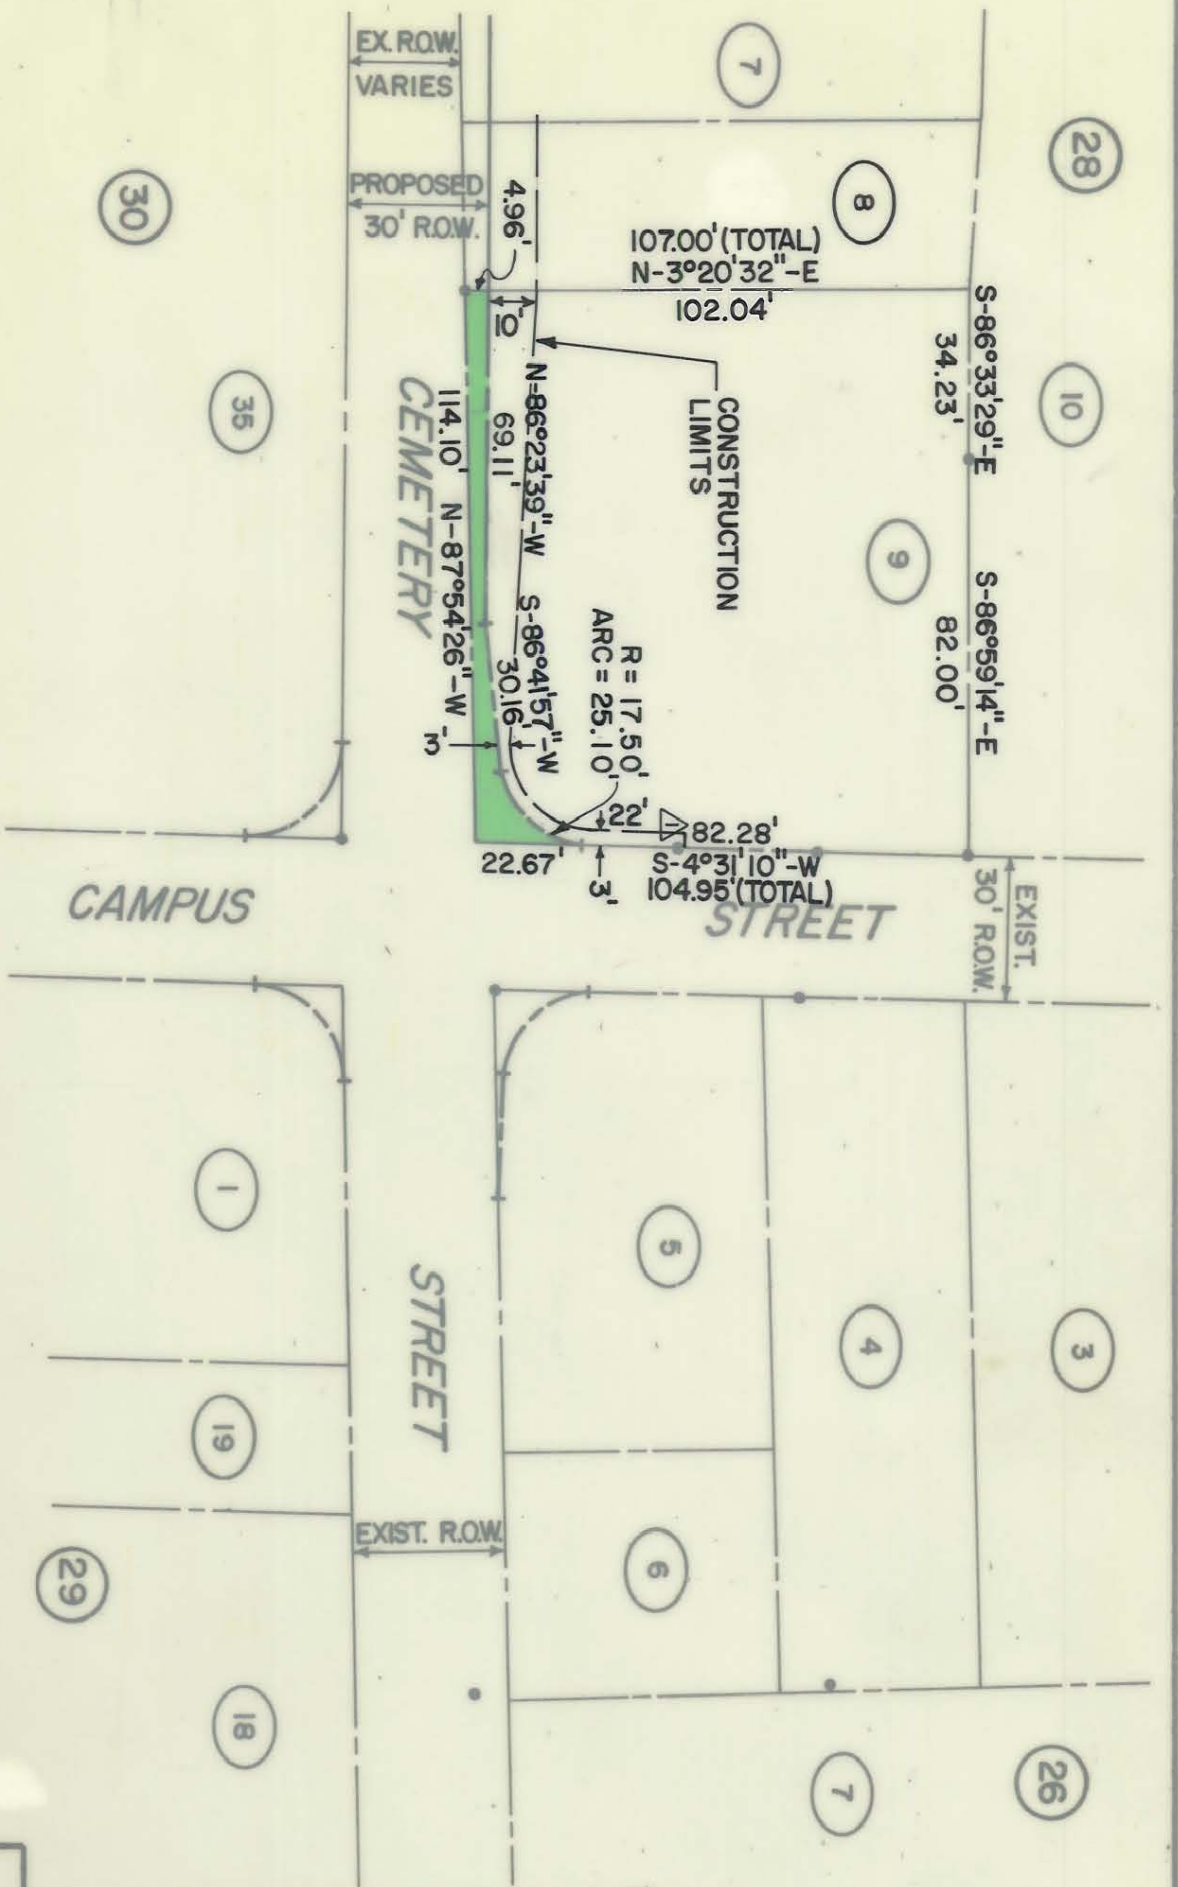 EX. R.O.W.
VARIES
7
28
PROPOSED
30' R.O.W.
30
4.96'
8
107.00' (TOTAL)
N-3°20'32"-E
102.04'
10'
S-86°33'29"-E
34.23'
10
35
CONSTRUCTION
LIMITS
N-86°23'39"-W
69.11'
114.10' N-87°54'26"-W
CEMETERY
9
S-86°59'14"-E
82.00'
S-86°41'57"-W
30.16'
R = 17.50'
ARC = 25.10'
3'
22'
1
82.28'
S-4°31'10"-W
104.95' (TOTAL)
22.67'
3'
CAMPUS
STREET
EXIST.
30' R.O.W.
1
5
STREET
4
3
19
EXIST. R.O.W.
6
29
18
7
26